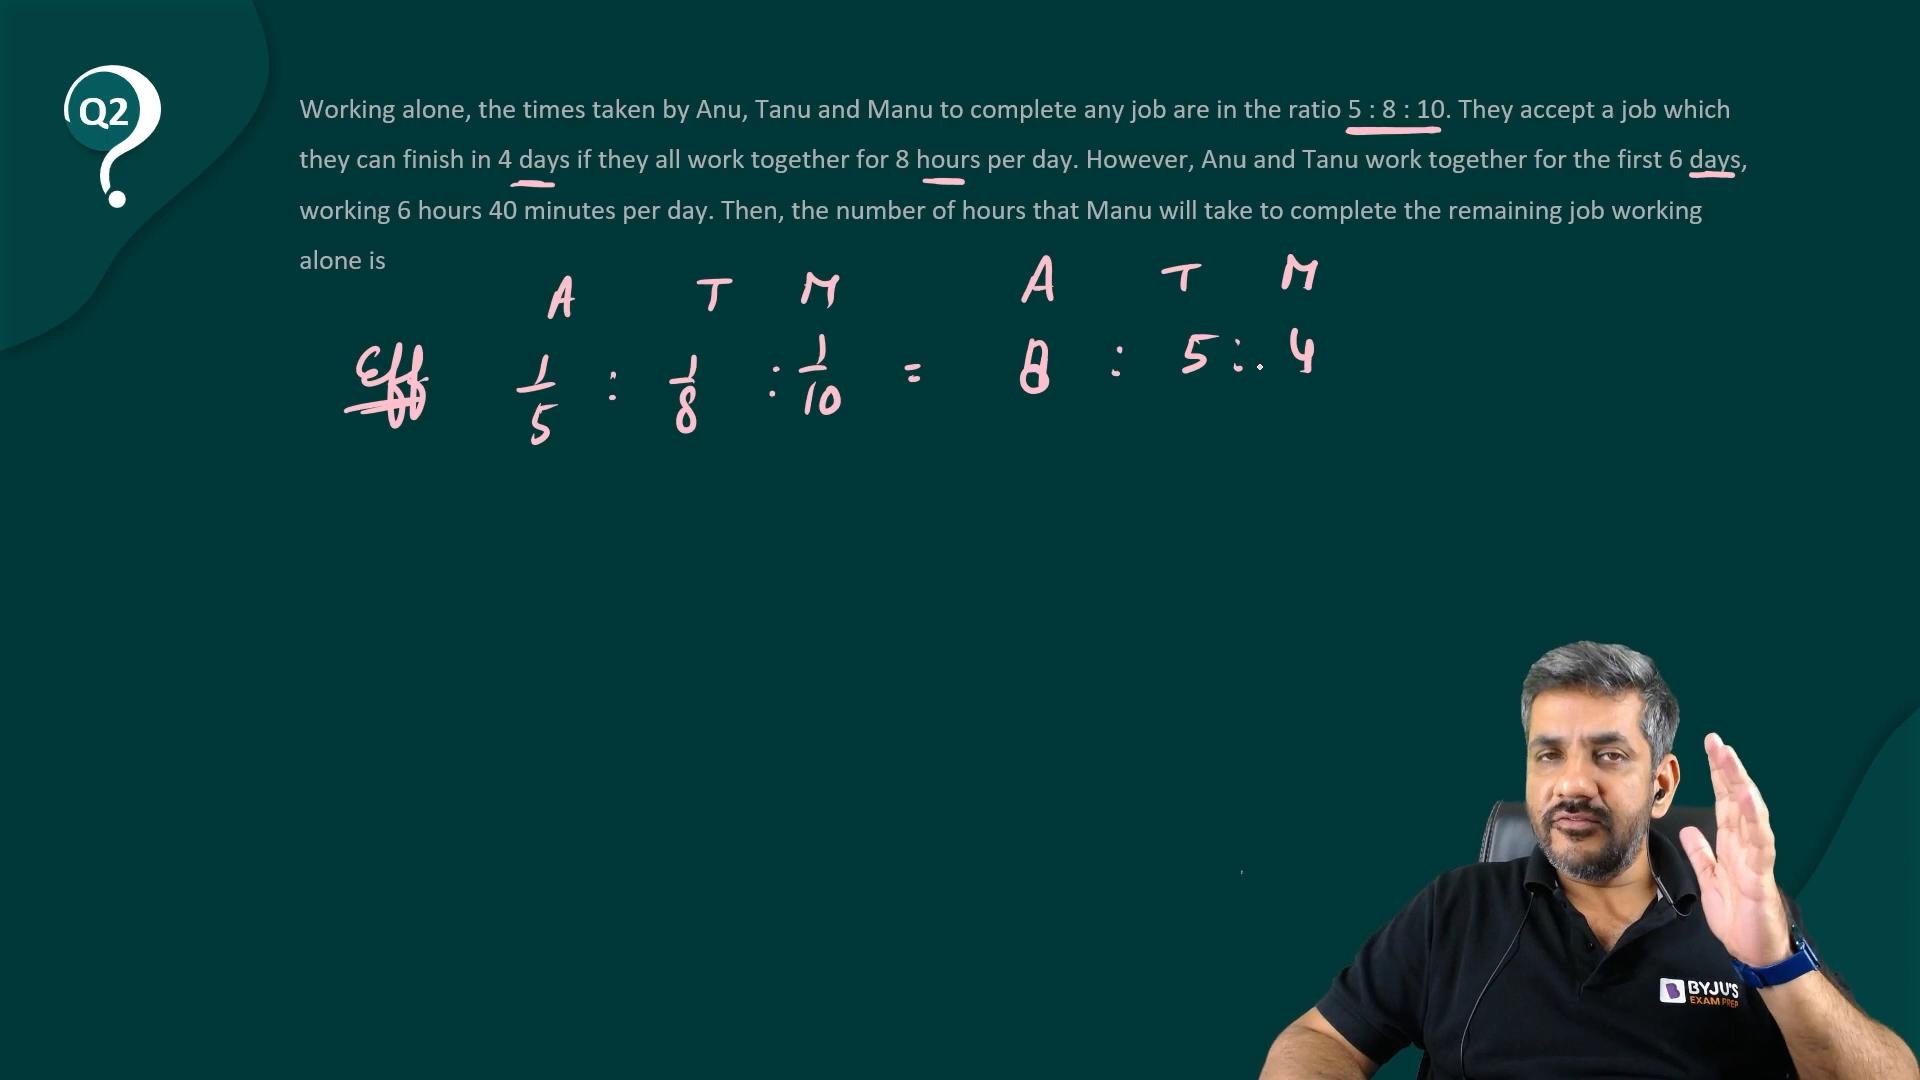 Q2
Working alone, the times taken by Anu, Tanu and Manu to complete any job are in the ratio 5 : 8 : 10. They accept a job which
they can finish in 4 days if they all work together for 8 hours per day. However, Anu and Tanu work together for the first 6 days,
working 6 hours 40 minutes per day. Then, the number of hours that Manu will take to complete the remaining job working
alone is
A T M A T M
Eff 1/5 : 1/8 : 1/10 = 8 : 5 : 4
BYJU'S
EXAM PREP